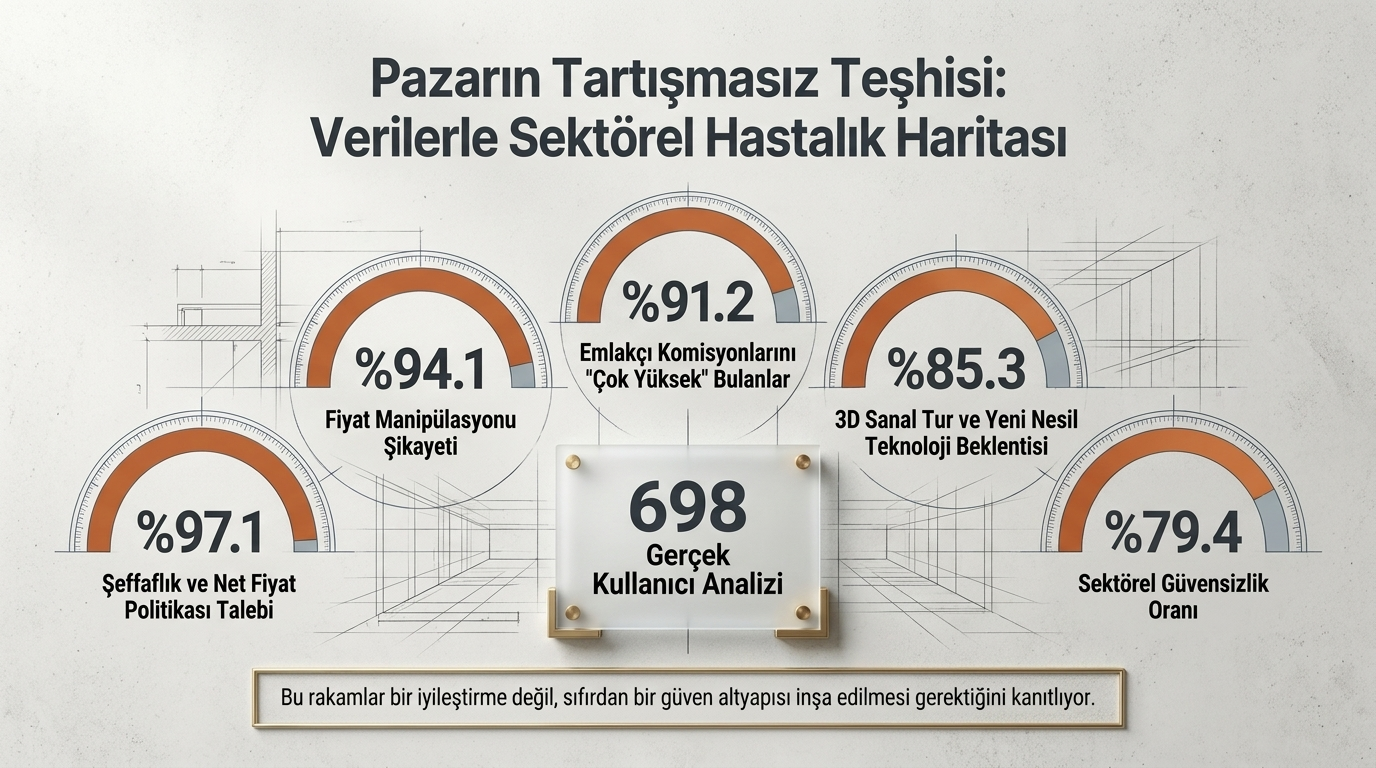 Pazarın Tartışmasız Teşhisi:
Verilerle Sektörel Hastalık Haritası
%97.1
Şeffaflık ve Net Fiyat
Politikası Talebi
%94.1
Fiyat Manipülasyonu
Şikayeti
%91.2
Emlakçı Komisyonlarını
"Çok Yüksek" Bulanlar
%85.3
3D Sanal Tur ve Yeni Nesil
Teknoloji Beklentisi
%79.4
Sektörel Güvensizlik
Oranı
698
Gerçek
Kullanıcı Analizi
Bu rakamlar bir iyileştirme değil, sıfırdan bir güven altyapısı inşa edilmesi gerektiğini kanıtlıyor.